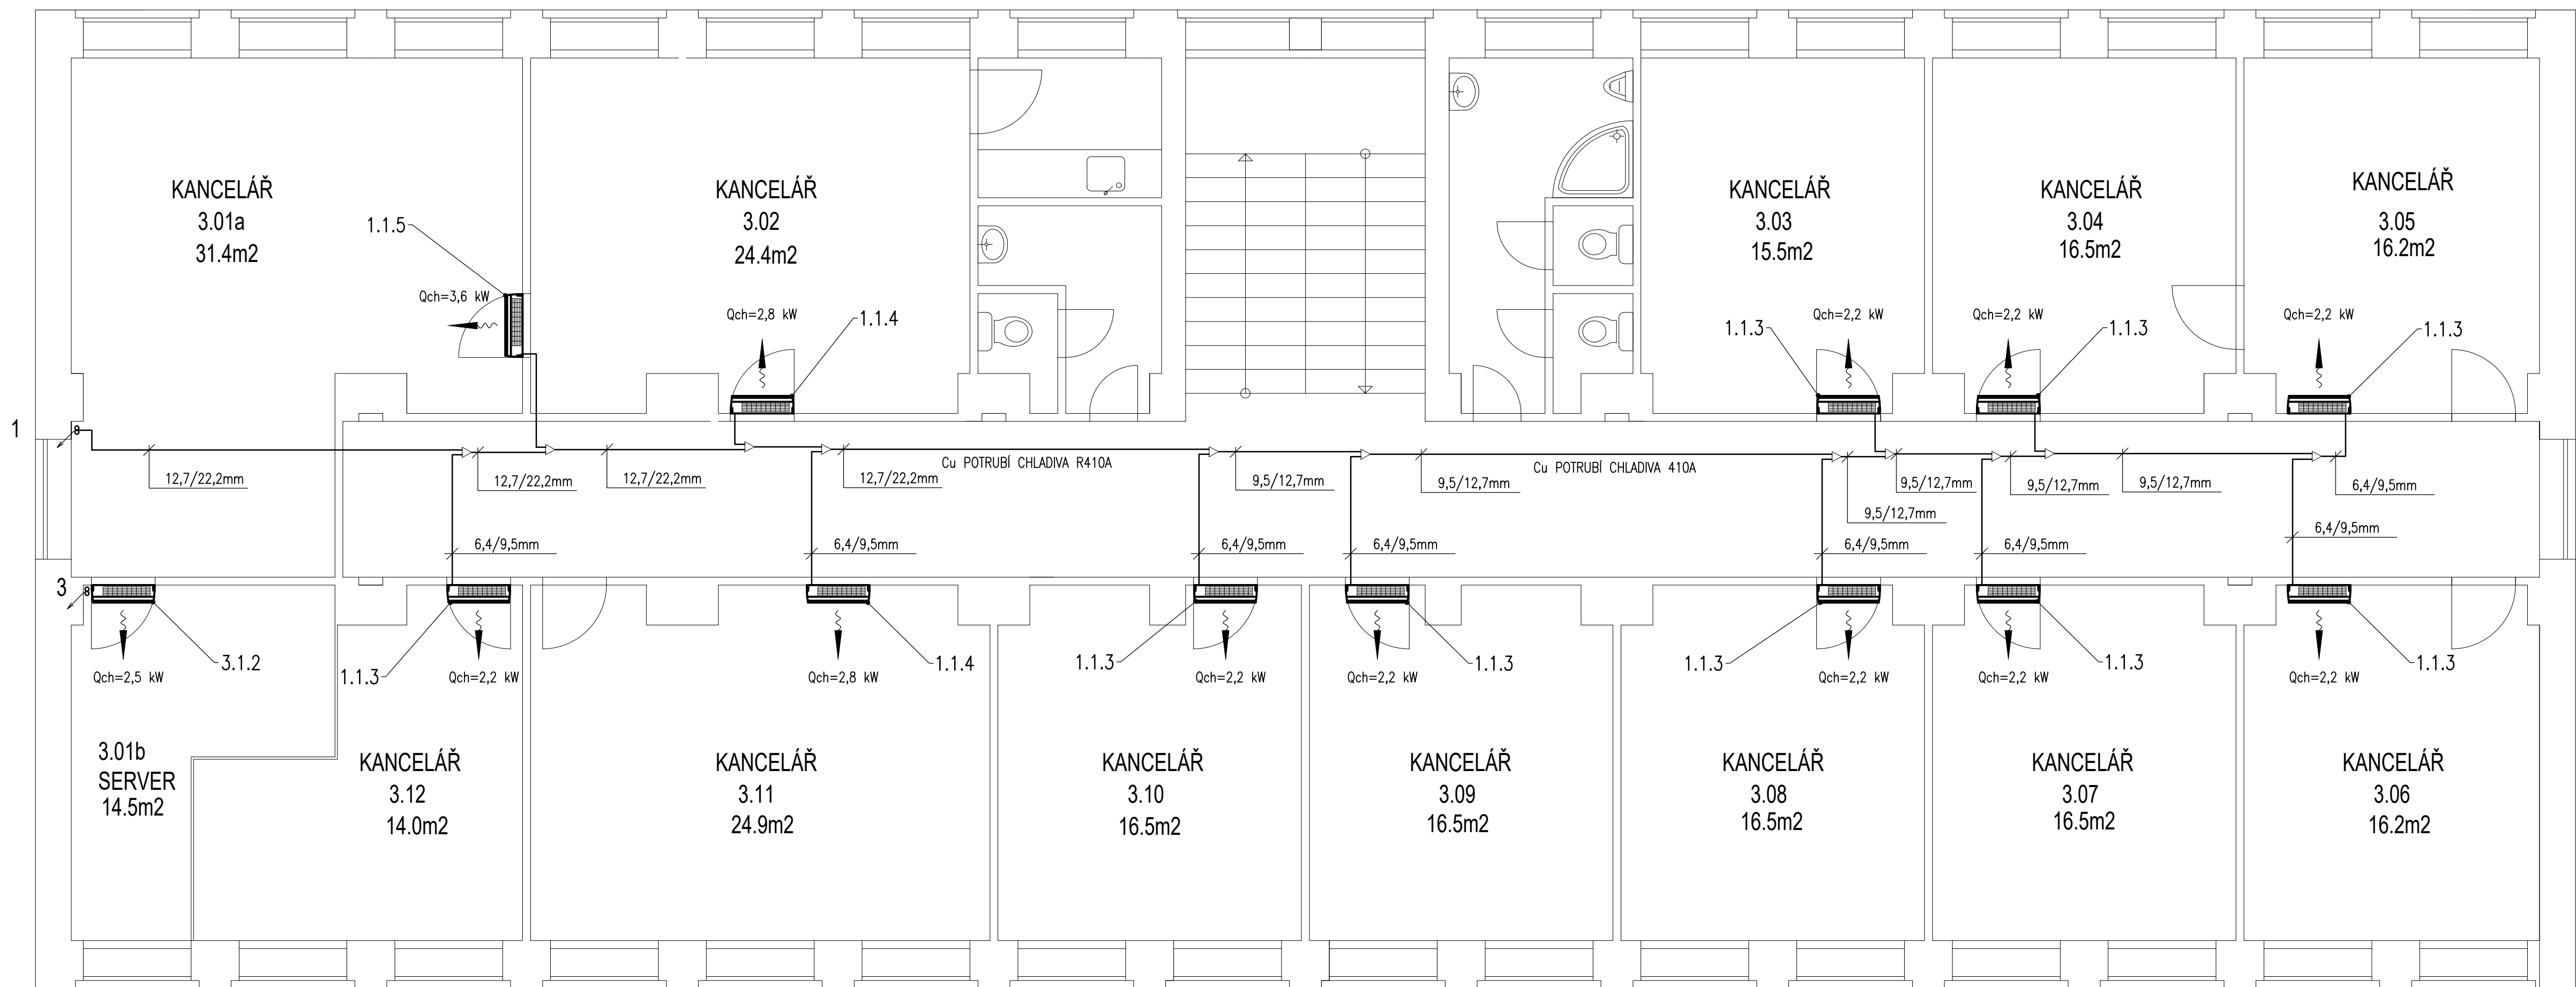 KANCELÁŘ
3.01a
31.4m2
1.1.5
Qch=3,6 kW
KANCELÁŘ
3.02
24.4m2
Qch=2,8 kW
1.1.4
KANCELÁŘ
3.03
15.5m2
Qch=2,2 kW
1.1.3
KANCELÁŘ
3.04
16.5m2
Qch=2,2 kW
1.1.3
KANCELÁŘ
3.05
16.2m2
Qch=2,2 kW
1.1.3
1
8
12,7/22,2mm
12,7/22,2mm
12,7/22,2mm
12,7/22,2mm
Cu POTRUBÍ CHLADIVA R410A
9,5/12,7mm
9,5/12,7mm
Cu POTRUBÍ CHLADIVA 410A
9,5/12,7mm
9,5/12,7mm
9,5/12,7mm
9,5/12,7mm
6,4/9,5mm
6,4/9,5mm
6,4/9,5mm
6,4/9,5mm
6,4/9,5mm
6,4/9,5mm
6,4/9,5mm
6,4/9,5mm
3
8
3.1.2
Qch=2,5 kW
3.01b
SERVER
14.5m2
1.1.3
Qch=2,2 kW
KANCELÁŘ
3.12
14.0m2
Qch=2,8 kW
1.1.4
KANCELÁŘ
3.11
24.9m2
1.1.3
Qch=2,2 kW
KANCELÁŘ
3.10
16.5m2
Qch=2,2 kW
1.1.3
KANCELÁŘ
3.09
16.5m2
1.1.3
Qch=2,2 kW
KANCELÁŘ
3.08
16.5m2
Qch=2,2 kW
1.1.3
KANCELÁŘ
3.07
16.5m2
Qch=2,2 kW
1.1.3
KANCELÁŘ
3.06
16.2m2